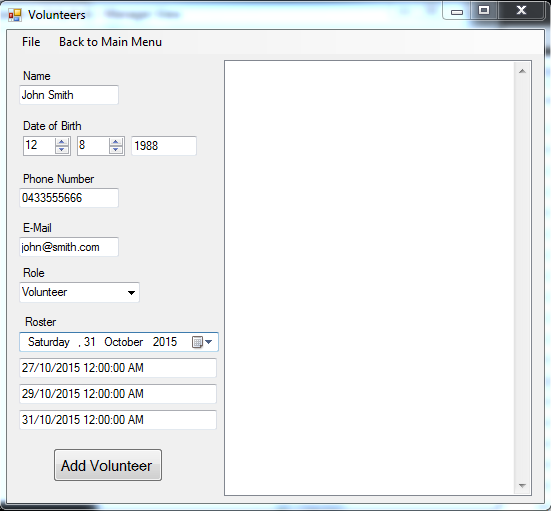 Volunteers
File Back to Main Menu
Name
John Smith
Date of Birth
12 8 1988
Phone Number
0433555666
E-Mail
john@smith.com
Role
Volunteer
Roster
Saturday , 31 October 2015
27/10/2015 12:00:00 AM
29/10/2015 12:00:00 AM
31/10/2015 12:00:00 AM
Add Volunteer